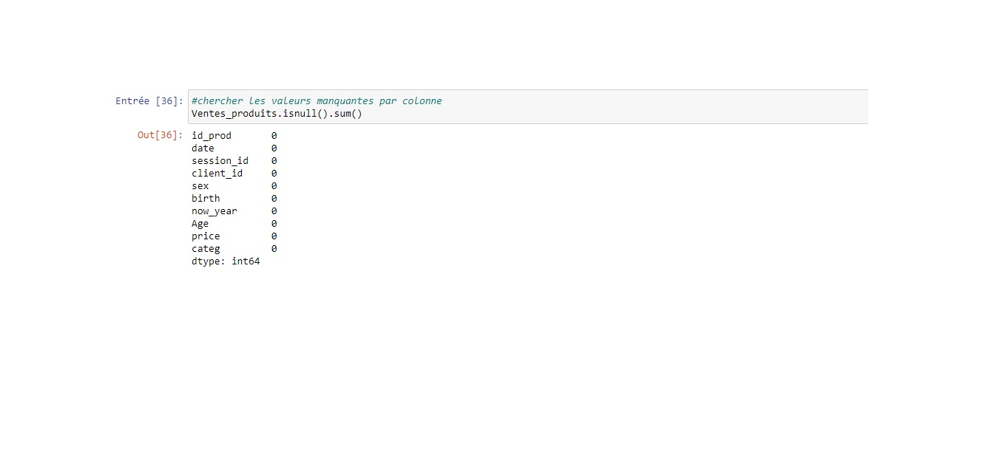 Entrée [36]: #chercher les valeurs manquantes par colonne
Ventes_produits.isnull().sum()
Out[36]: id_prod 0
date 0
session_id 0
client_id 0
sex 0
birth 0
now_year 0
Age 0
price 0
categ 0
dtype: int64